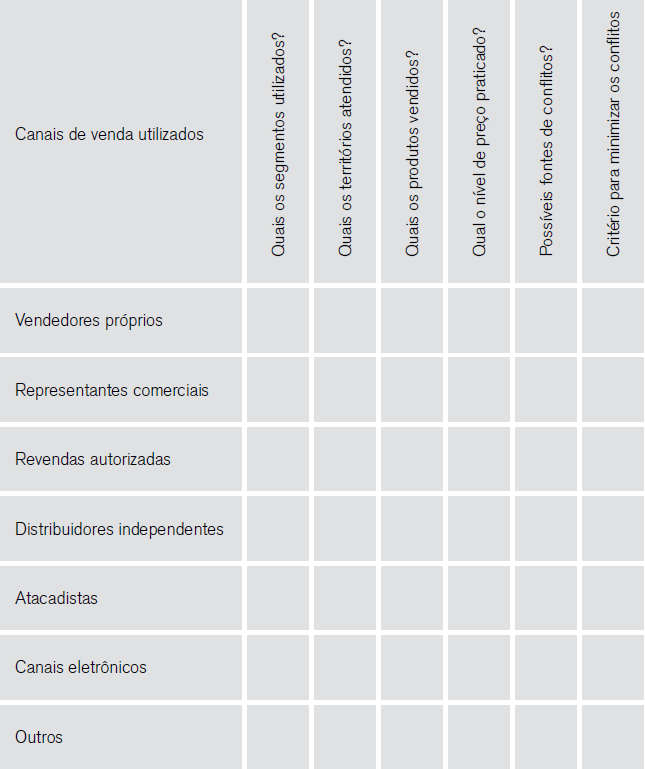 Canais de venda utilizados
Quais os segmentos utilizados?
Quais os territórios atendidos?
Quais os produtos vendidos?
Qual o nível de preço praticado?
Possíveis fontes de conflitos?
Critério para minimizar os conflitos
Vendedores próprios
Representantes comerciais
Revendas autorizadas
Distribuidores independentes
Atacadistas
Canais eletrônicos
Outros